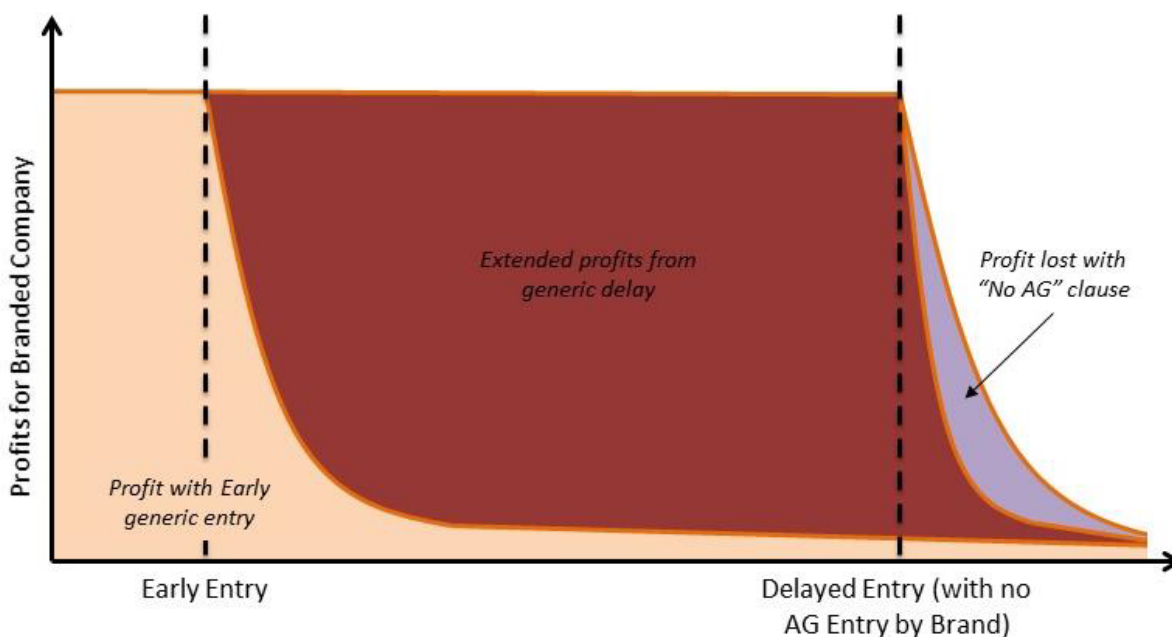 Profits for Branded Company
Extended profits from
generic delay
Profit lost with
“No AG” clause
Profit with Early
generic entry
Early Entry
Delayed Entry (with no
AG Entry by Brand)